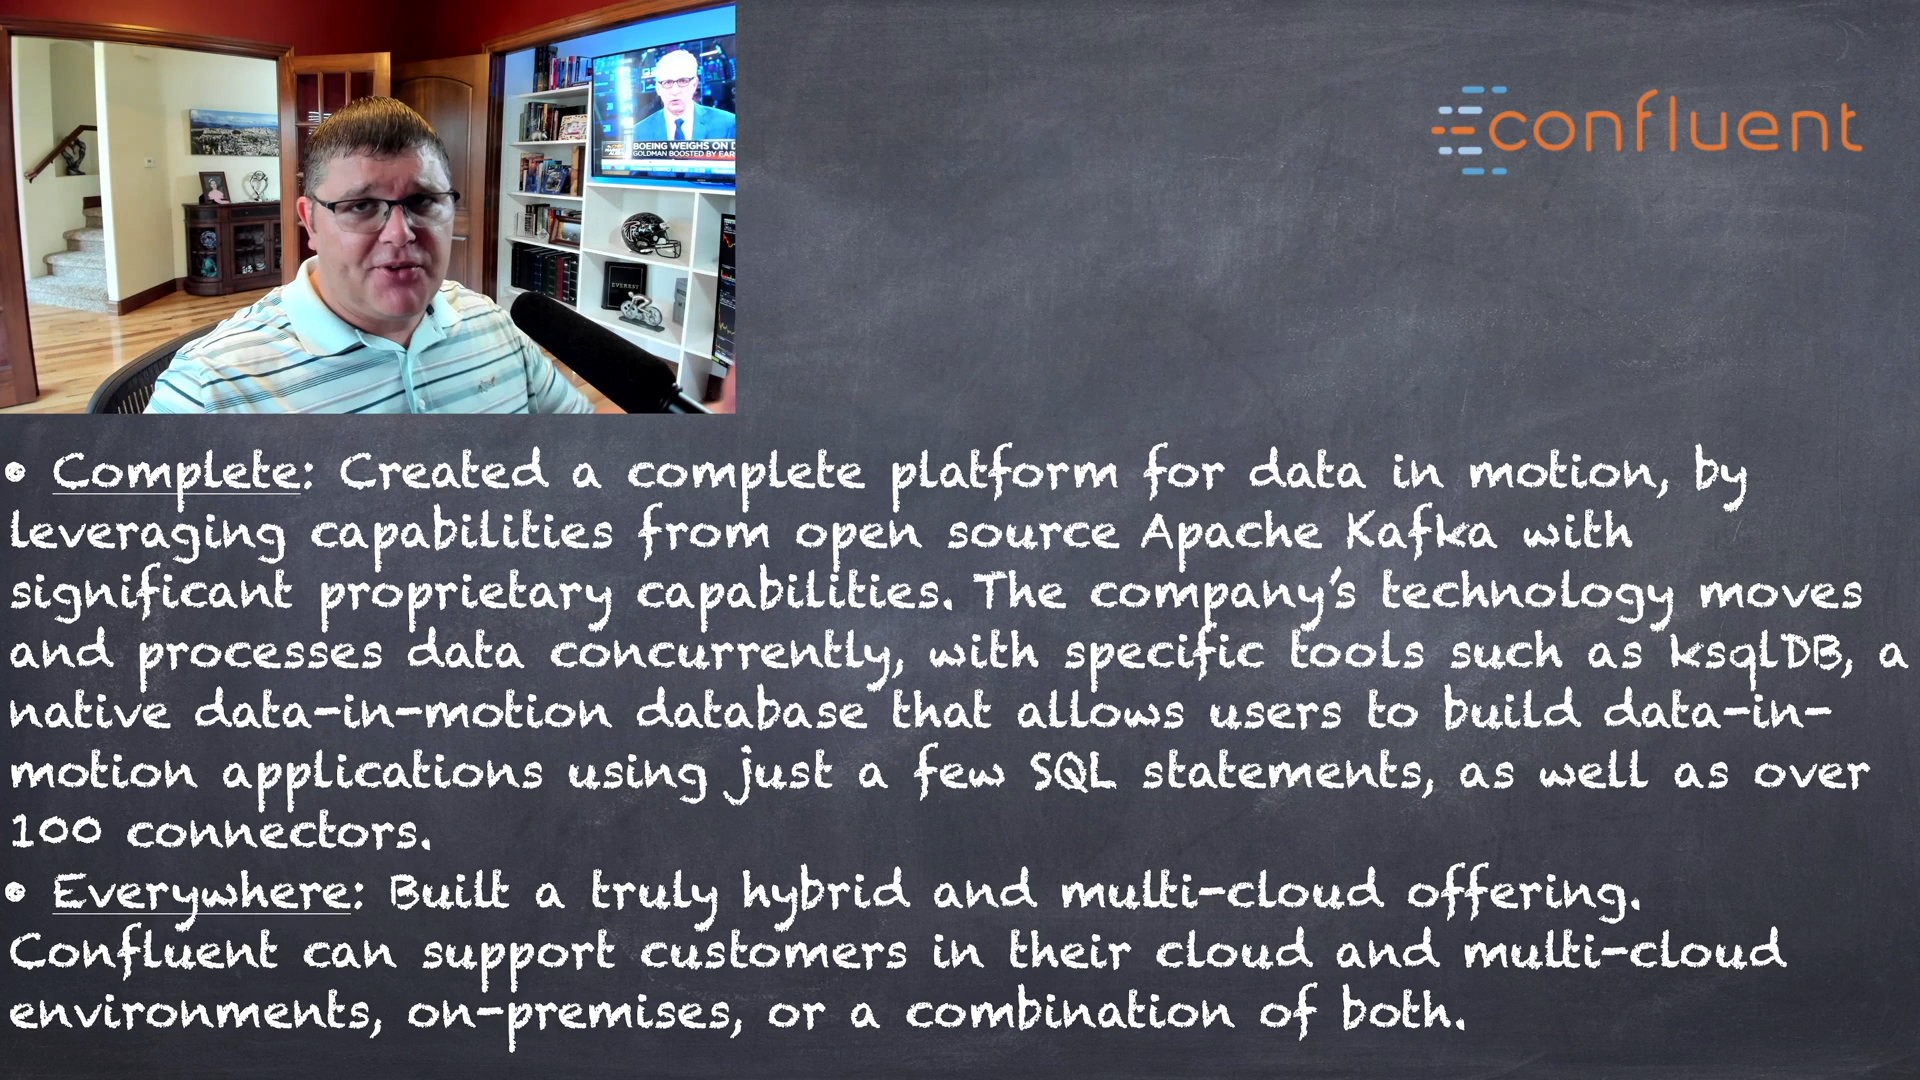 BOEING WEIGHS ON D
GOLDMAN BOOSTED BY EAR
EVEREST
confluent
• Complete: Created a complete platform for data in motion, by
leveraging capabilities from open source Apache Kafka with
significant proprietary capabilities. The company's technology moves
and processes data concurrently, with specific tools such as ksqlDB, a
native data-in-motion database that allows users to build data-in-
motion applications using just a few SQL statements, as well as over
100 connectors.
• Everywhere: Built a truly hybrid and multi-cloud offering.
Confluent can support customers in their cloud and multi-cloud
environments, on-premises, or a combination of both.